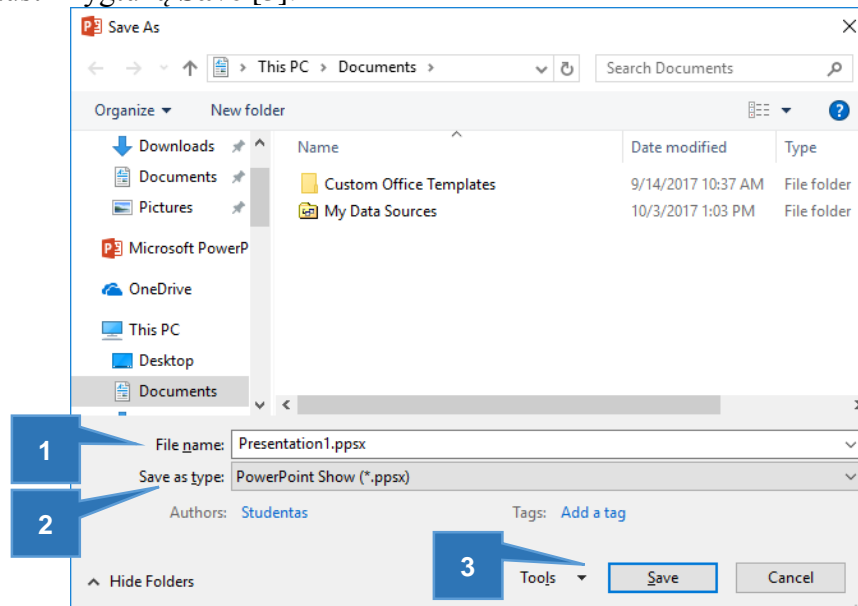 Save As
This PC > Documents >
Search Documents
Organize
New folder
Downloads
Documents
Pictures
Microsoft PowerP
OneDrive
This PC
Desktop
Documents
Name
Date modified
Type
Custom Office Templates
9/14/2017 10:37 AM
File folder
My Data Sources
10/3/2017 1:03 PM
File folder
1
File name: Presentation1.ppsx
Save as type: PowerPoint Show (*.ppsx)
2
Authors: Studentas
Tags: Add a tag
3
Hide Folders
Tools
Save
Cancel